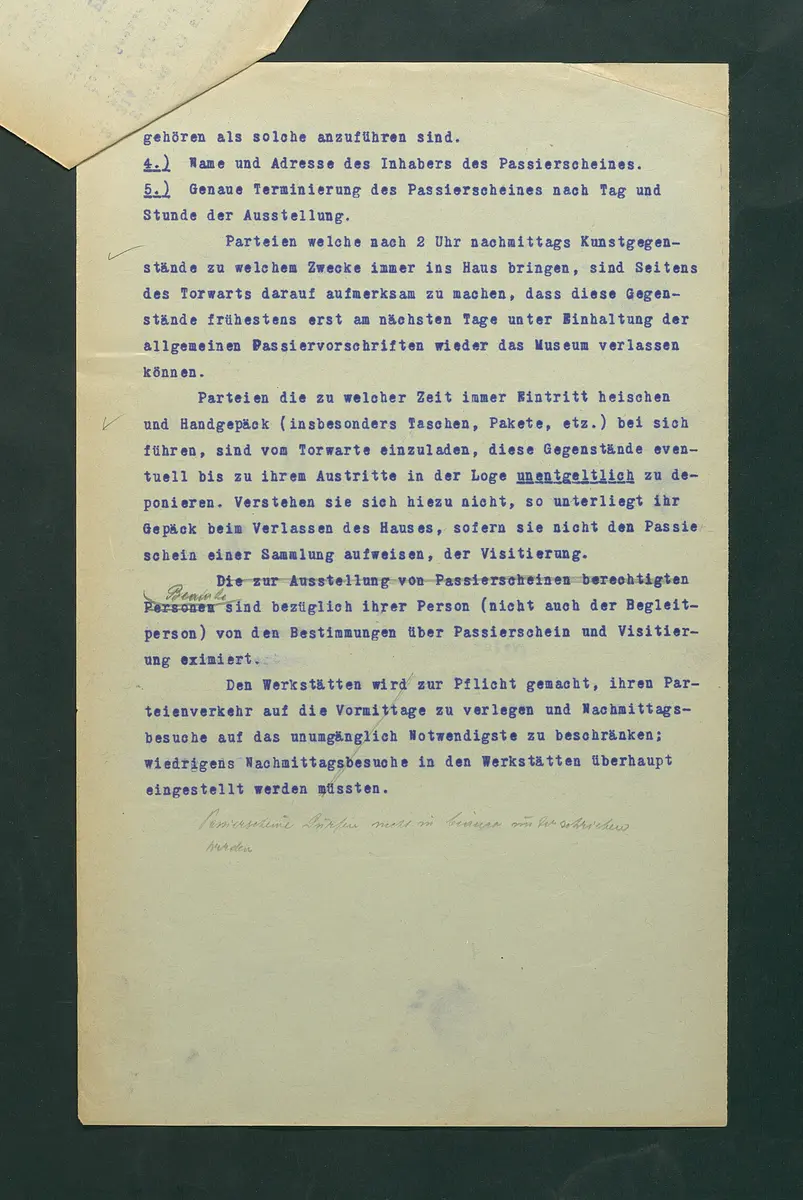 gehören als solche anzuführen sind.
4.) Name und Adresse des Inhabers des Passierscheines.
5.) Genaue Terminierung des Passierscheines nach Tag und
Stunde der Ausstellung.
Parteien welche nach 2 Uhr nachmittags Kunstgegen-
stände zu welchem Zwecke immer ins Haus bringen, sind Seitens
des Torwarts darauf aufmerksam zu machen, dass diese Gegen-
stände frühestens erst am nächsten Tage unter Einhaltung der
allgemeinen Passiervorschriften wieder das Museum verlassen
können.
Parteien die zu welcher Zeit immer Eintritt heischen
und Handgepäck (insbesonders Taschen, Pakete, etz.) bei sich
führen, sind vom Torwarte einzuladen, diese Gegenstände even-
tuell bis zu ihrem Austritte in der Loge unentgeltlich zu de-
ponieren. Verstehen sie sich hiezu nicht, so unterliegt ihr
Gepäck beim Verlassen des Hauses, sofern sie nicht den Passie
schein einer Sammlung aufweisen, der Visitierung.
Die zur Ausstellung von Passierscheinen berechtigten
Beamte
Personen sind bezüglich ihrer Person (nicht auch der Begleit-
person) von den Bestimmungen über Passierschein und Visitier-
ung eximiert.
Den Werkstätten wird zur Pflicht gemacht, ihren Par-
teienverkehr auf die Vormittage zu verlegen und Nachmittags-
besuche auf das unumgänglich Notwendigste zu beschränken;
wiedrigens Nachmittagsbesuche in den Werkstätten überhaupt
eingestellt werden müssten.
Passierscheine dürfen nicht in bianco unterschrieben
werden